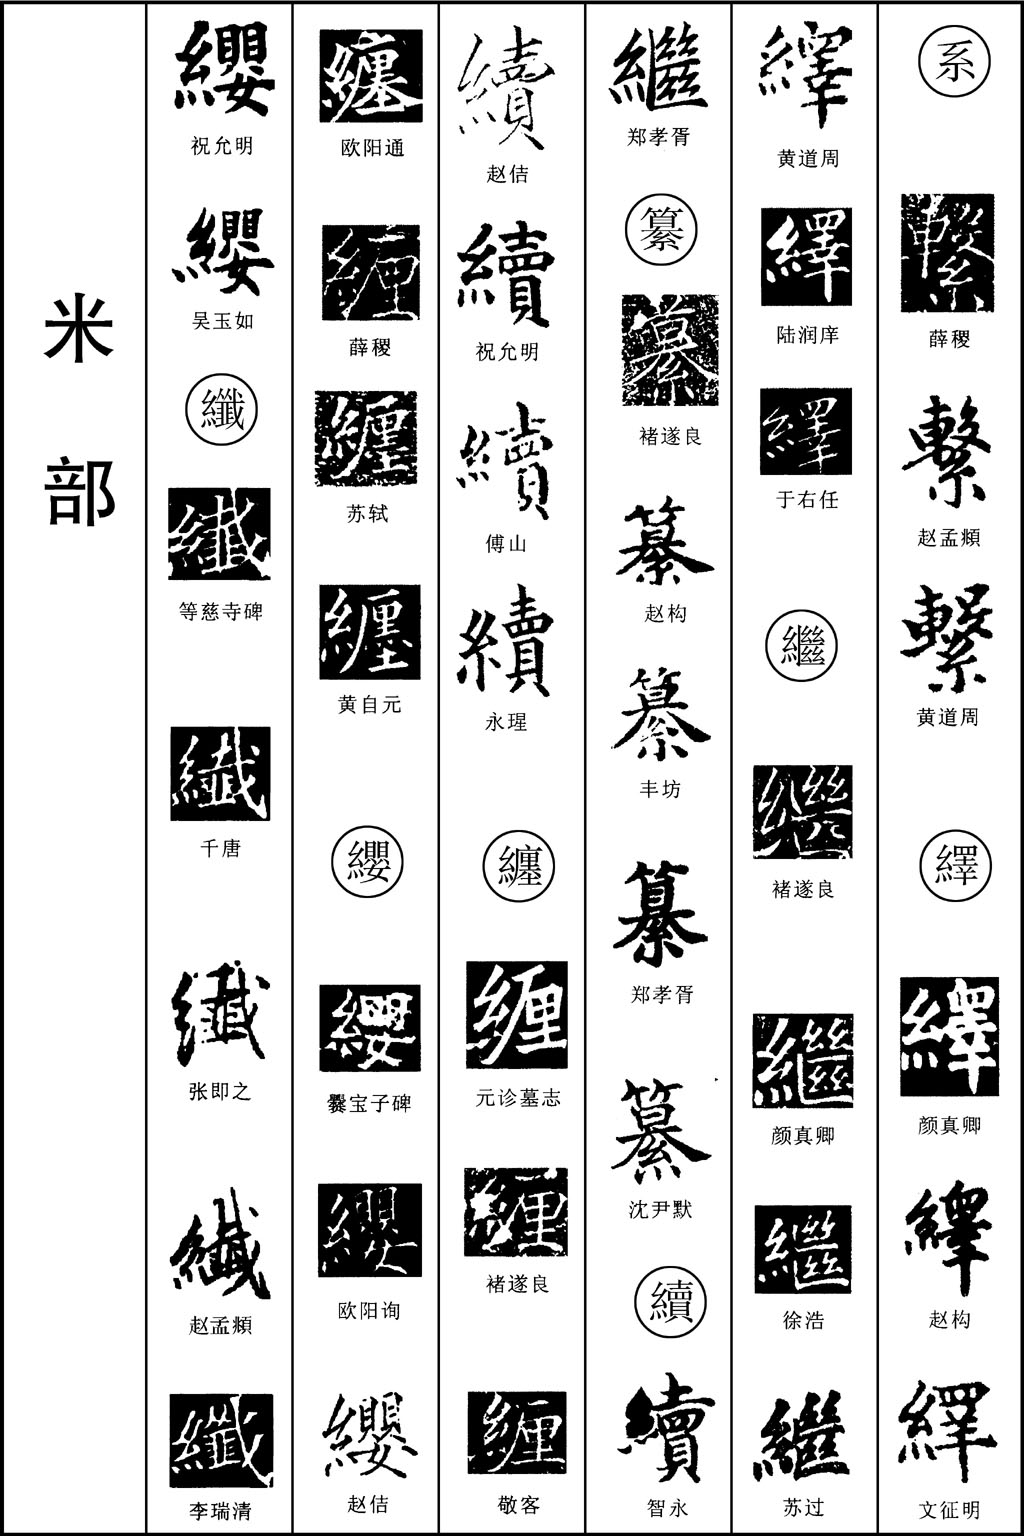 系
繫
薛稷
繫
赵孟頫
繫
黄道周
繹
繹
颜真卿
繹
赵构
繹
文征明
繹
黄道周
繹
陆润庠
繹
于右任
繼
繼
褚遂良
繼
颜真卿
繼
徐浩
繼
苏过
繼
郑孝胥
纂
纂
褚遂良
纂
赵构
纂
丰坊
纂
郑孝胥
纂
沈尹默
續
續
智永
續
赵佶
續
祝允明
續
傅山
續
永瑆
纏
纏
元诊墓志
纏
褚遂良
纏
敬客
纏
欧阳通
纏
薛稷
纏
苏轼
纏
黄自元
纓
纓
爨宝子碑
纓
欧阳询
纓
赵佶
纓
祝允明
纓
吴玉如
纖
纖
等慈寺碑
纖
千唐
纖
张即之
纖
赵孟頫
纖
李瑞清
米部